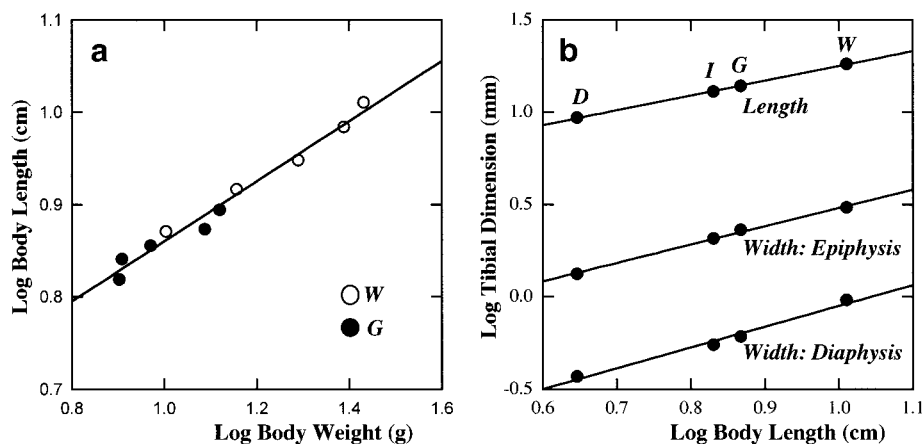 a
Log Body Length (cm)
1.1
1.0
0.9
0.8
0.7
W
G
0.8 1.0 1.2 1.4 1.6
Log Body Weight (g)
b
Log Tibial Dimension (mm)
1.5
1.0
0.5
0.0
-0.5
D I G W
Length
Width: Epiphysis
Width: Diaphysis
0.6 0.7 0.8 0.9 1.0 1.1
Log Body Length (cm)